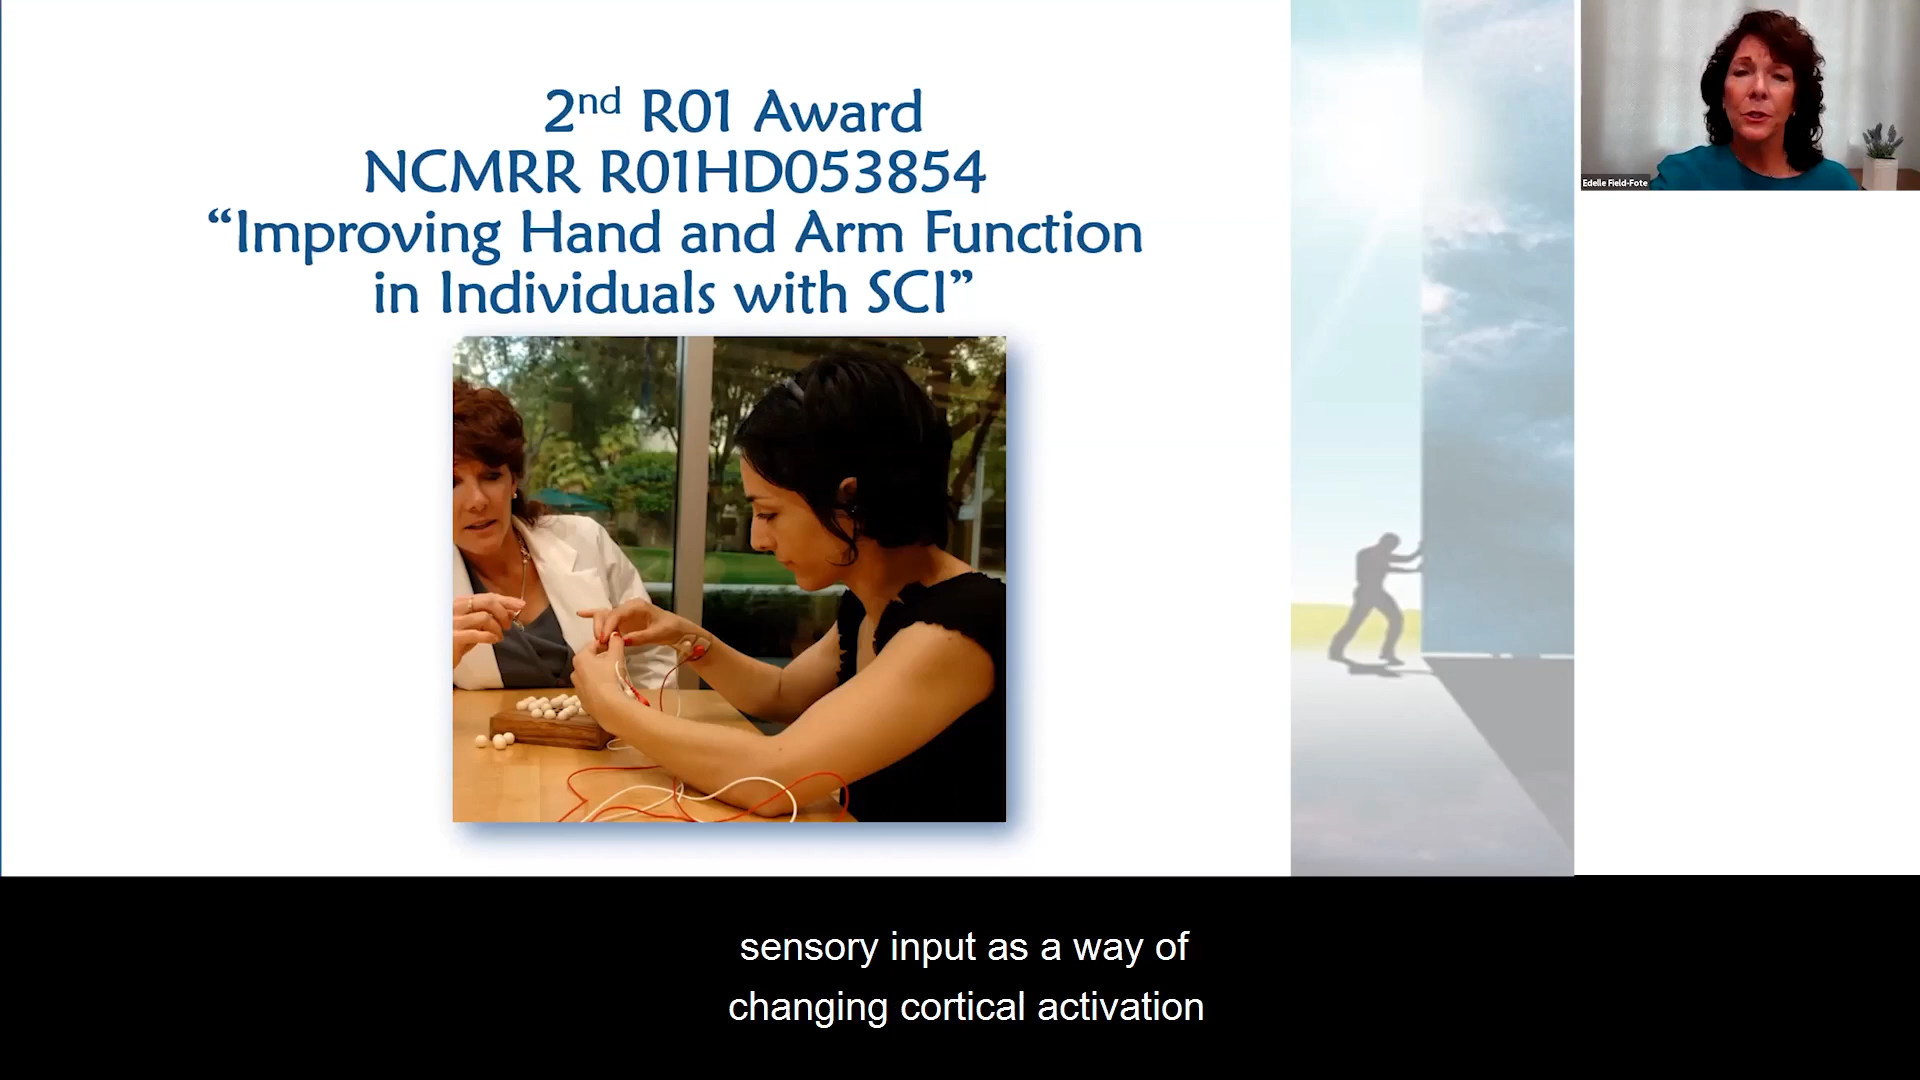 2nd R01 Award
NCMRR R01HD053854
“Improving Hand and Arm Function
in Individuals with SCI”
Edelle Field-Fote
sensory input as a way of
changing cortical activation